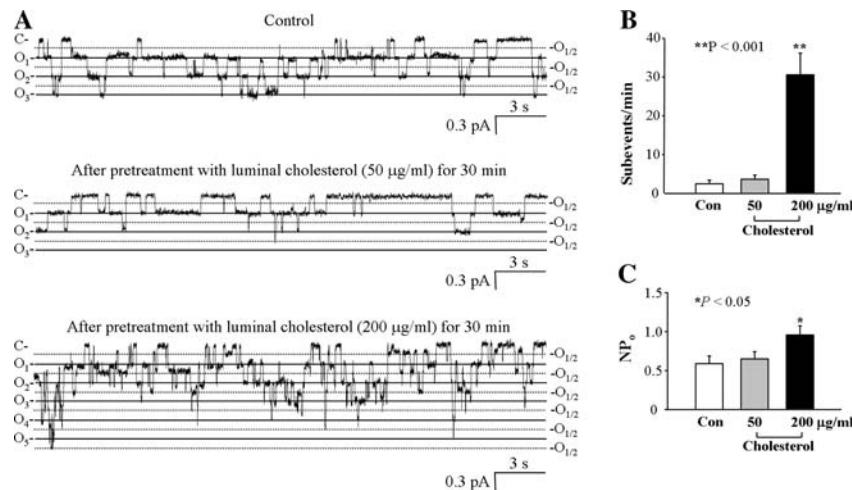 A
Control
C-
O1-
O2-
O3-
-O1/2
-O1/2
-O1/2
3 s
0.3 pA
After pretreatment with luminal cholesterol (50 μg/ml) for 30 min
C-
O1-
O2-
O3-
-O1/2
-O1/2
-O1/2
3 s
0.3 pA
After pretreatment with luminal cholesterol (200 μg/ml) for 30 min
C-
O1-
O2-
O3-
O4-
O5-
-O1/2
-O1/2
-O1/2
-O1/2
-O1/2
3 s
0.3 pA
B
**P < 0.001
**
Subevents/min
40
30
20
10
0
Con 50 200 μg/ml
Cholesterol
C
*P < 0.05
*
NPo
1.5
1.0
0.5
0
Con 50 200 μg/ml
Cholesterol